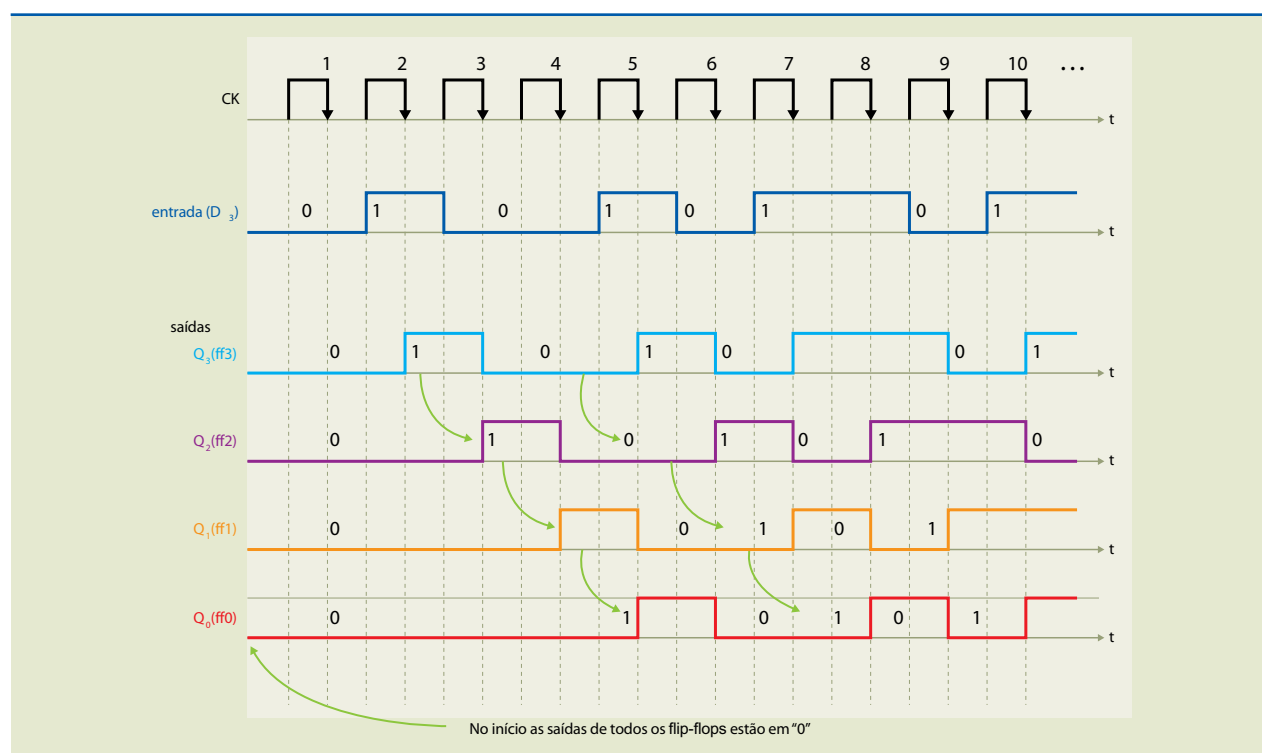 1 2 3 4 5 6 7 8 9 10 ...
CK
t
entrada (D 3)
0 1 0 1 0 1 0 1
t
saídas
Q3(ff3)
0 1 0 1 0 0 1
t
Q2(ff2)
0 1 0 1 0 1 0
t
Q1(ff1)
0 0 1 0 1
t
Q0(ff0)
0 1 0 1 0 1
t
No início as saídas de todos os flip-flops estão em “0”